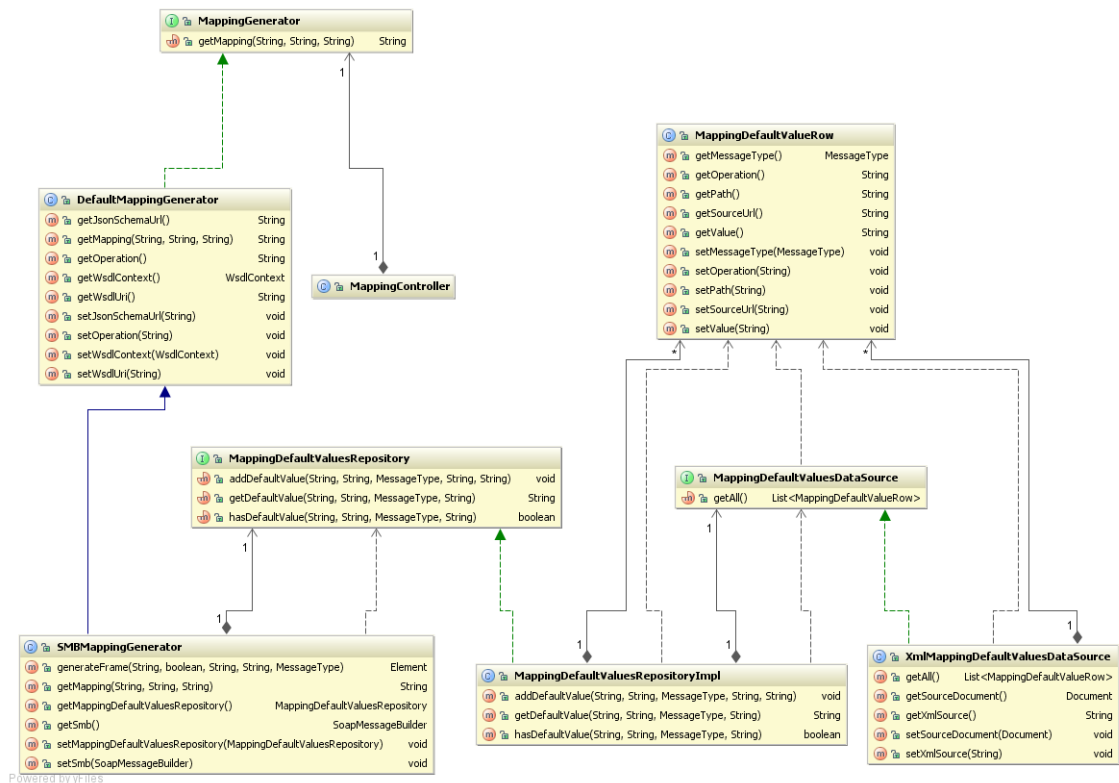 MappingGenerator
getMapping(String, String, String) String
1
MappingDefaultValueRow
getMessageType() MessageType
getOperation() String
getPath() String
getSourceUrl() String
getValue() String
setMessageType(MessageType) void
setOperation(String) void
setPath(String) void
setSourceUrl(String) void
setValue(String) void
DefaultMappingGenerator
getJsonSchemaUrl() String
getMapping(String, String, String) String
getOperation() String
getWsdlContext() WsdlContext
getWsdlUri() String
setJsonSchemaUrl(String) void
setOperation(String) void
setWsdlContext(WsdlContext) void
setWsdlUri(String) void
1
MappingController
* *
MappingDefaultValuesRepository
addDefaultValue(String, String, MessageType, String, String) void
getDefaultValue(String, String, MessageType, String) String
hasDefaultValue(String, String, MessageType, String) boolean
MappingDefaultValuesDataSource
getAll() List<MappingDefaultValueRow>
1 1
1 1 1 1
SMBMappingGenerator
generateFrame(String, boolean, String, String, MessageType) Element
getMapping(String, String, String) String
getMappingDefaultValuesRepository() MappingDefaultValuesRepository
getSmb() SoapMessageBuilder
setMappingDefaultValuesRepository(MappingDefaultValuesRepository) void
setSmb(SoapMessageBuilder) void
MappingDefaultValuesRepositoryImpl
addDefaultValue(String, String, MessageType, String, String) void
getDefaultValue(String, String, MessageType, String) String
hasDefaultValue(String, String, MessageType, String) boolean
XmlMappingDefaultValuesDataSource
getAll() List<MappingDefaultValueRow>
getSourceDocument() Document
getXmlSource() String
setSourceDocument(Document) void
setXmlSource(String) void
Powered by yFiles